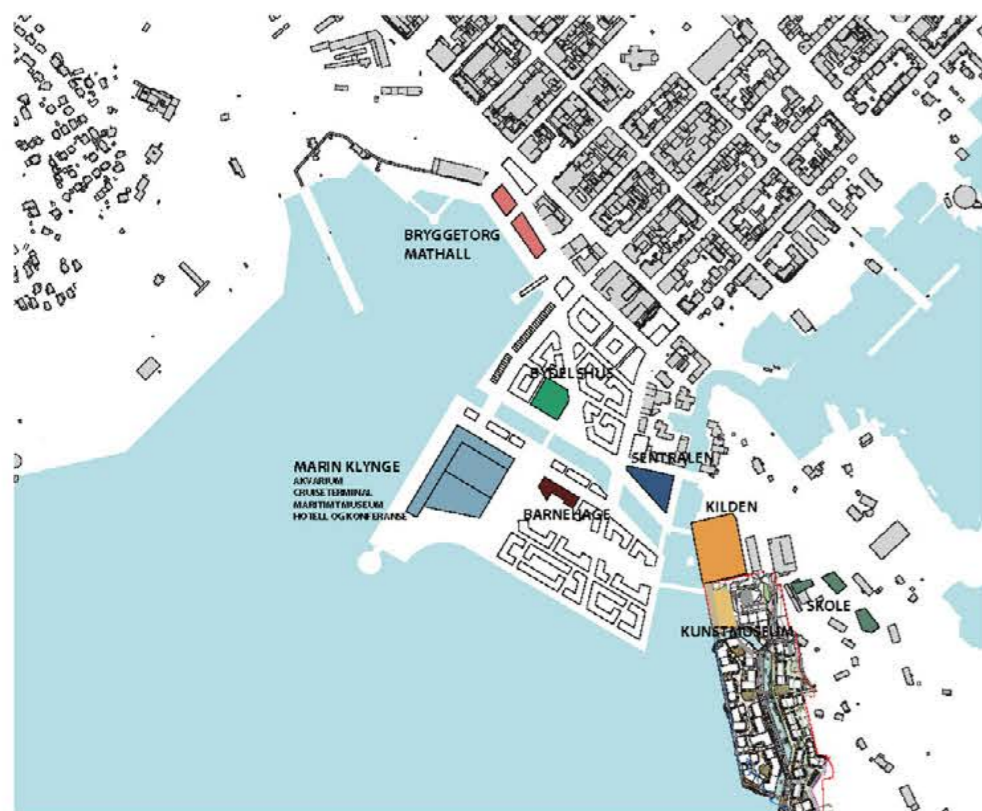 BRYGGETORG
MATHALL
BYDELSHUS
SENTRALEN
MARIN KLYNGE
AKVARIUM
CRUISETERMINAL
MARITIMT MUSEUM
HOTELL OG KONFERANSE
BARNEHAGE
KILDEN
SKOLE
KUNSTMUSEUM